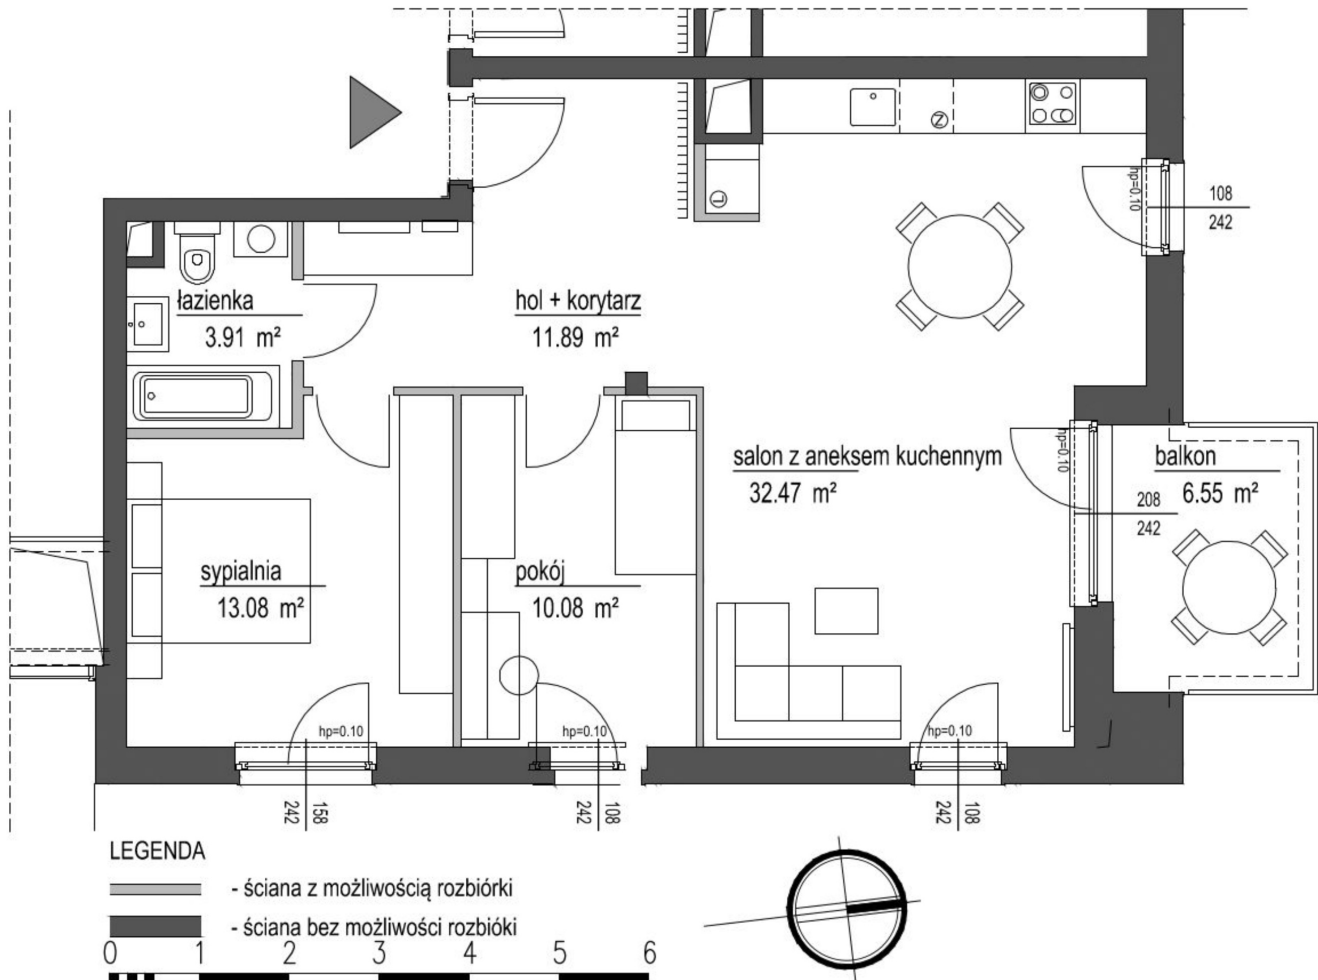 Z
L
hp=0.10
108
242
łazienka
3.91 m²
hol + korytarz
11.89 m²
salon z aneksem kuchennym
32.47 m²
hp=0.10
balkon
6.55 m²
208
242
sypialnia
13.08 m²
pokój
10.08 m²
hp=0.10
hp=0.10
hp=0.10
158
242
108
242
108
242
LEGENDA
- ściana z możliwością rozbiórki
- ściana bez możliwości rozbióki
0 1 2 3 4 5 6